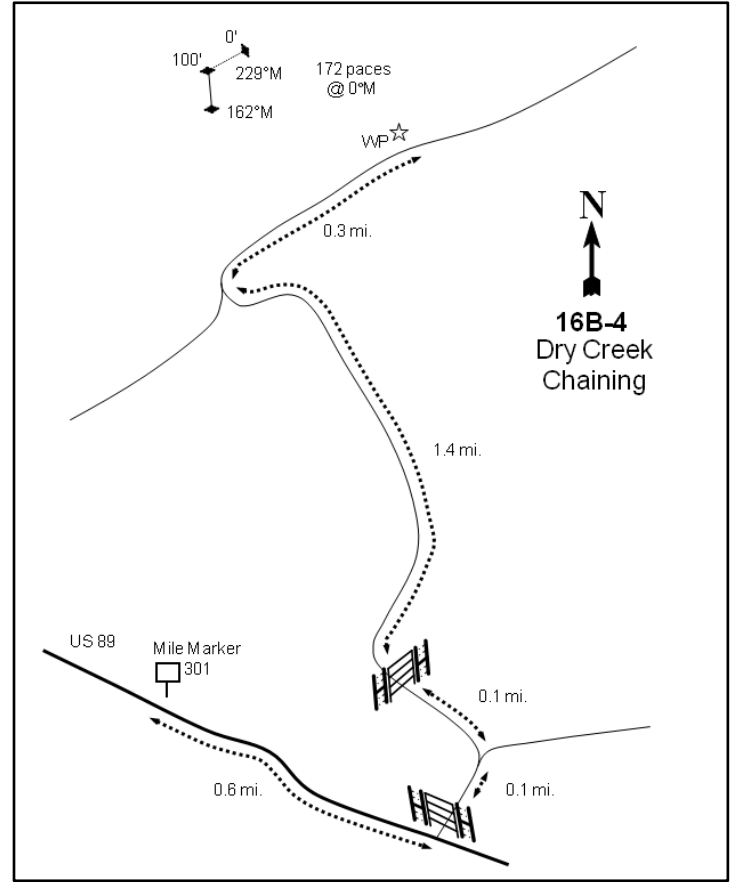 0'
100'
229°M
172 paces
@ 0°M
162°M
WP
0.3 mi.
N
16B-4
Dry Creek
Chaining
1.4 mi.
US 89
Mile Marker
301
0.1 mi.
0.6 mi.
0.1 mi.